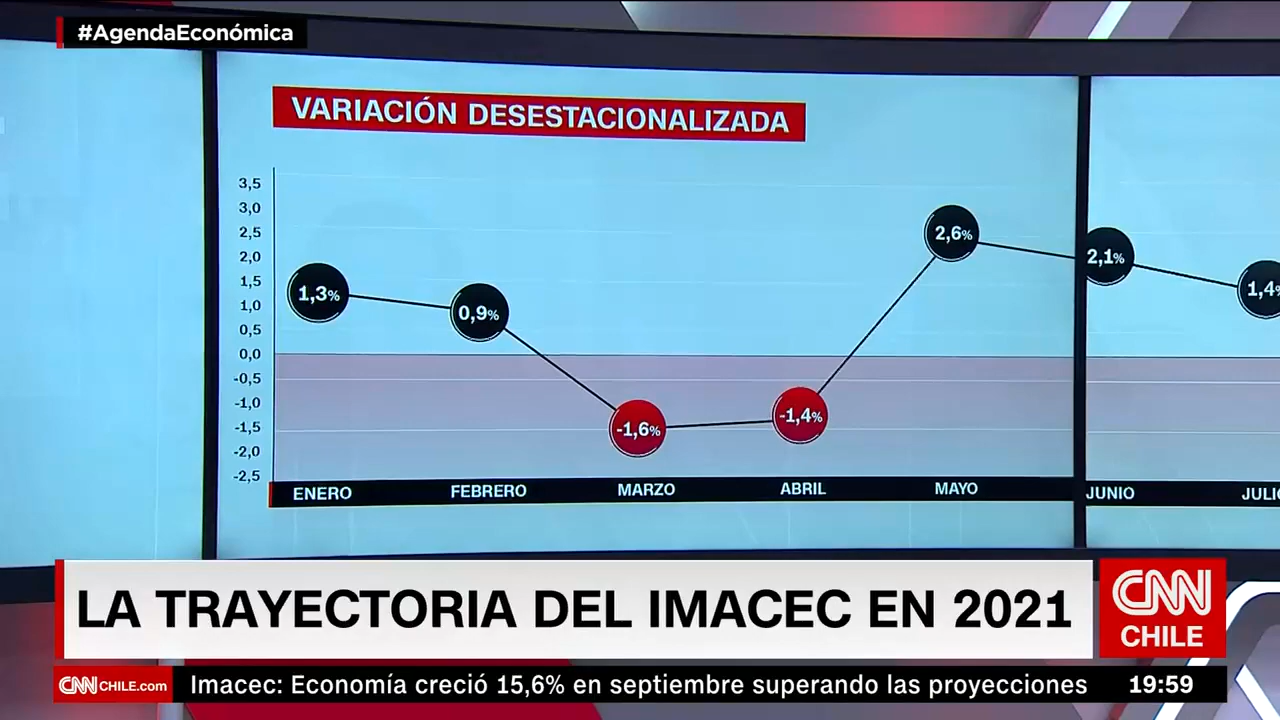 #AgendaEconómica
VARIACIÓN DESESTACIONALIZADA
3,5
3,0
2,5
2,0
1,5
1,0
0,5
0,0
-0,5
-1,0
-1,5
-2,0
-2,5
1,3%
0,9%
-1,6%
-1,4%
2,6%
2,1%
1,4%
ENERO
FEBRERO
MARZO
ABRIL
MAYO
JUNIO
JULIO
LA TRAYECTORIA DEL IMACEC EN 2021
CNN
CHILE
CNNCHILE.com
Imacec: Economía creció 15,6% en septiembre superando las proyecciones
19:59